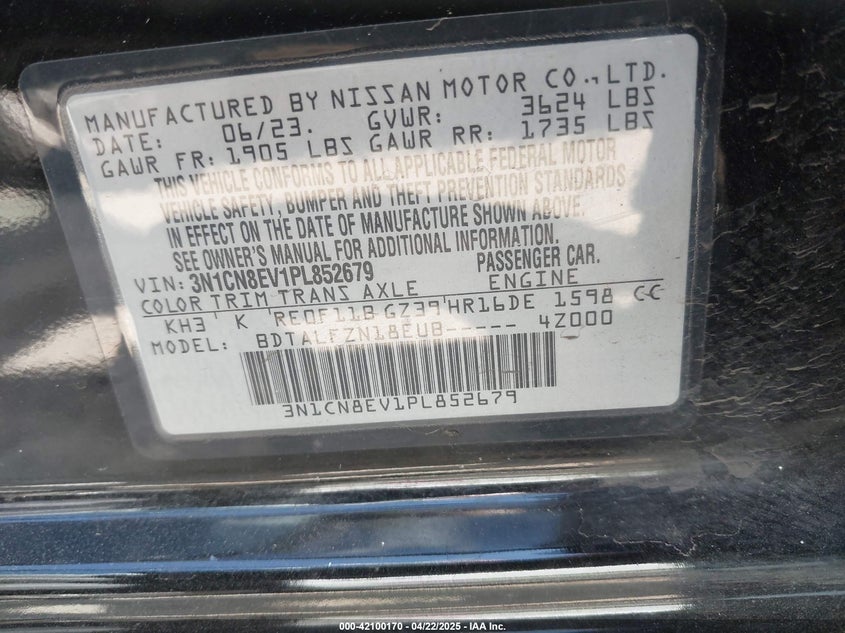 MANUFACTURED BY NISSAN MOTOR CO., LTD.
DATE: 06/23. GVWR: 3624 LBS
GAWR FR: 1905 LBS GAWR RR: 1735 LBS
THIS VEHICLE CONFORMS TO ALL APPLICABLE FEDERAL MOTOR
VEHICLE SAFETY, BUMPER AND THEFT PREVENTION STANDARDS
IN EFFECT ON THE DATE OF MANUFACTURE SHOWN ABOVE.
SEE OWNER'S MANUAL FOR ADDITIONAL INFORMATION.
VIN: 3N1CN8EV1PL852679 PASSENGER CAR.
COLOR TRIM TRANS AXLE ENGINE
KH3 K RE0F11B GZ39 HR16DE 1598 CC
MODEL: BDTALFZN18EUB----- 4Z000
3N1CN8EV1PL852679
000-42100170 - 04/22/2025 - IAA Inc.